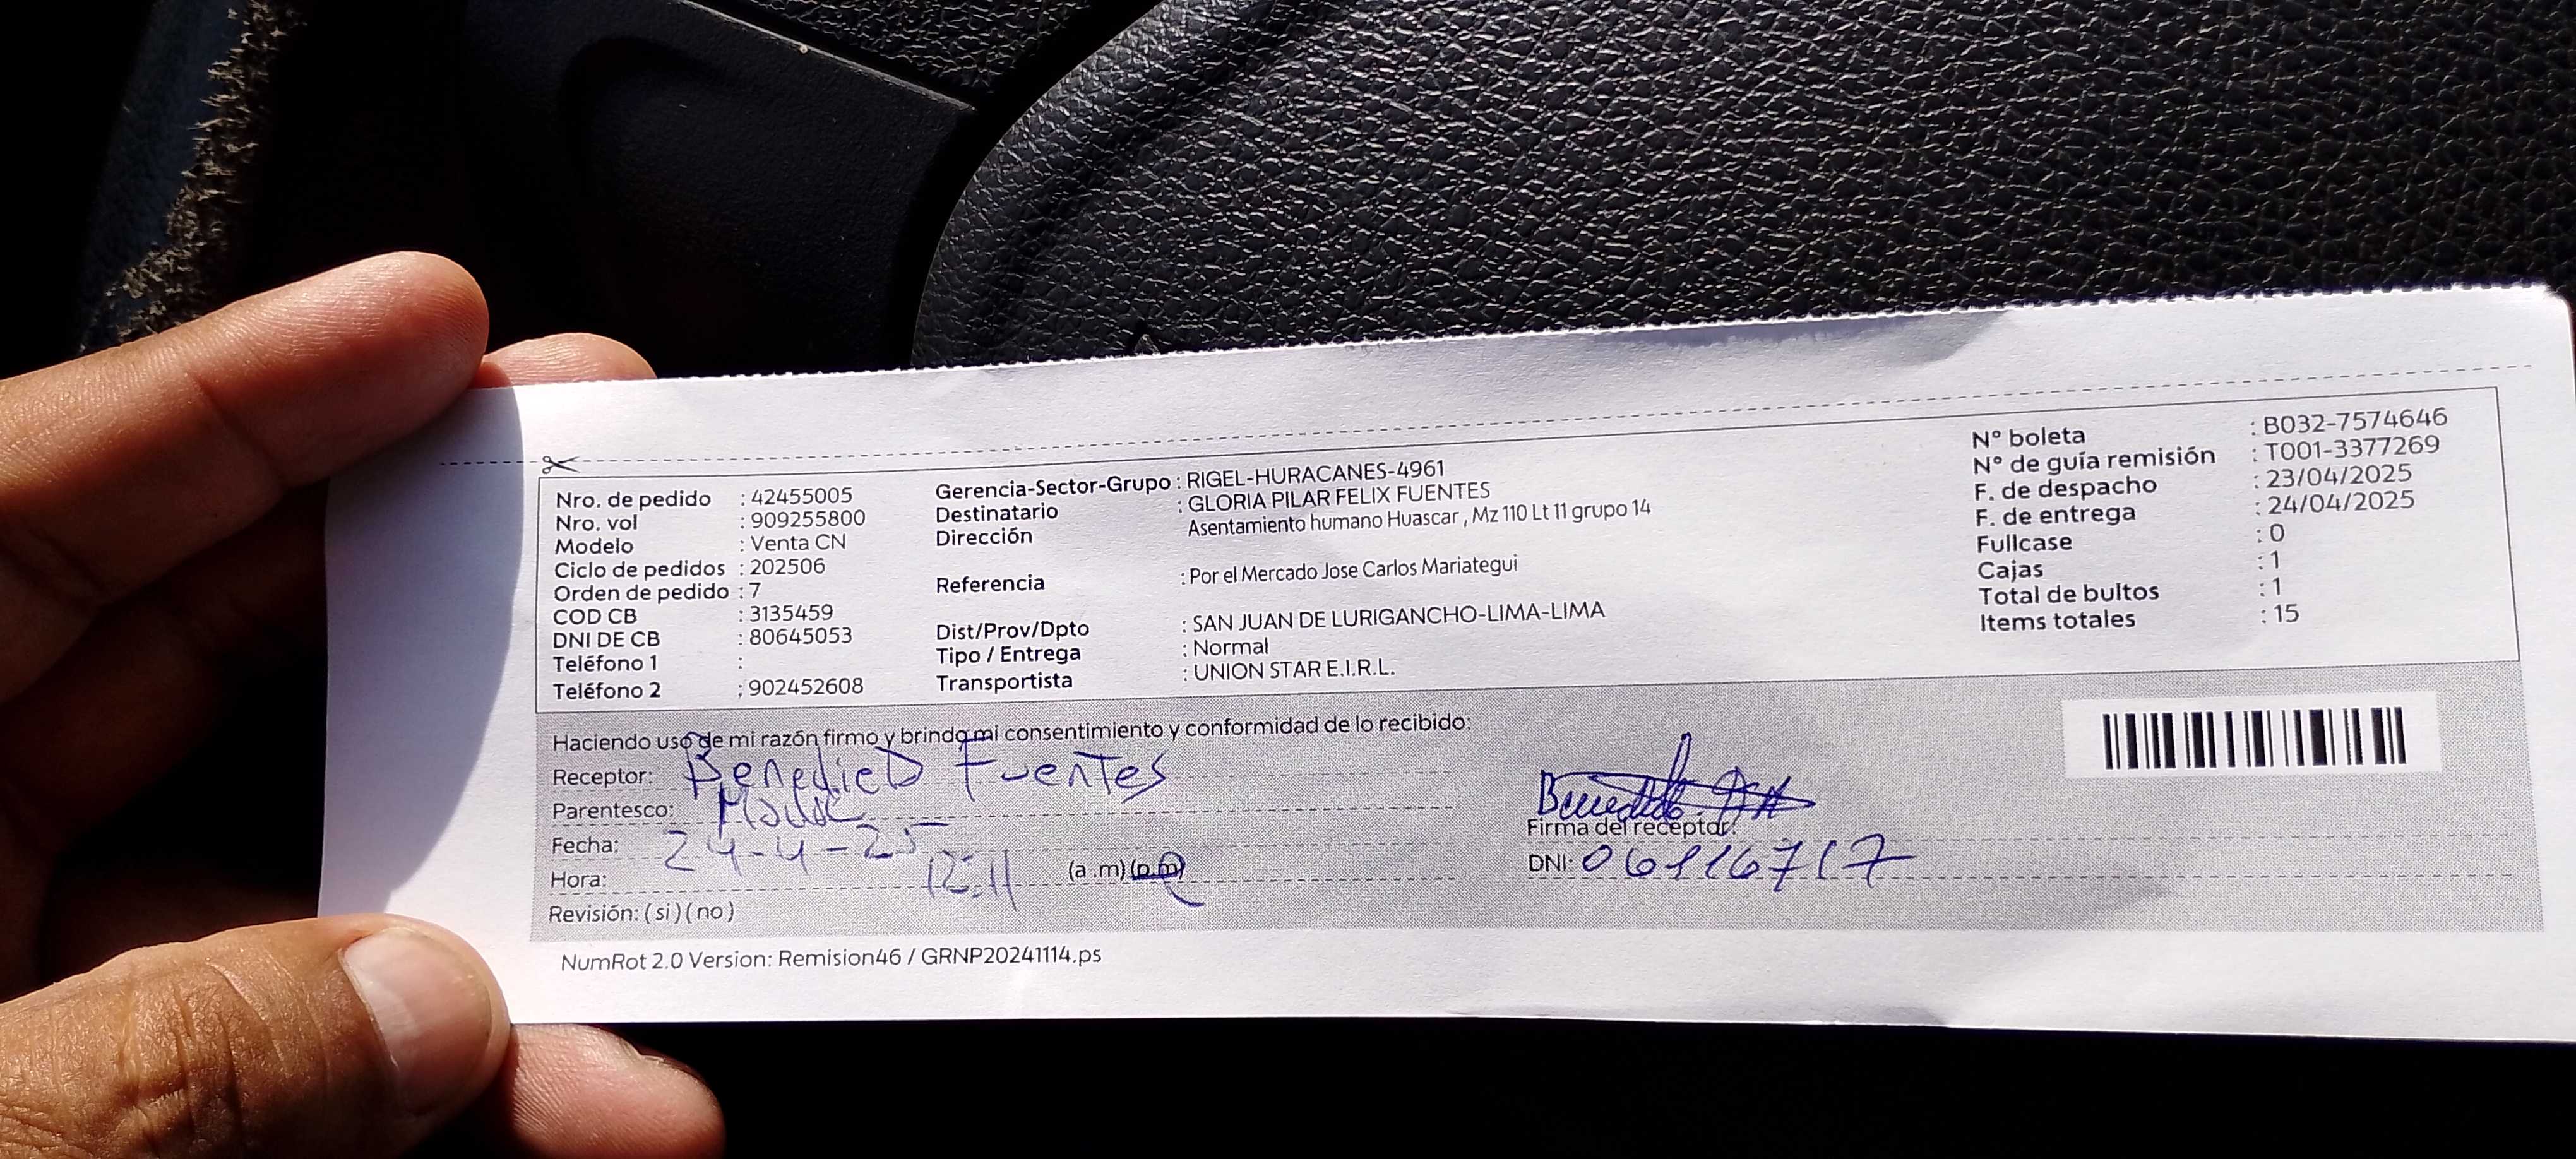 Nro. de pedido : 42455005
Nro. vol : 909255800
Modelo : Venta CN
Ciclo de pedidos : 202506
Orden de pedido : 7
COD CB : 3135459
DNI DE CB : 80645053
Teléfono 1 :
Teléfono 2 : 902452608
Gerencia-Sector-Grupo : RIGEL-HURACANES-4961
Destinatario : GLORIA PILAR FELIX FUENTES
Dirección Asentamiento humano Huascar , Mz 110 Lt 11 grupo 14
Referencia : Por el Mercado Jose Carlos Mariategui
Dist/Prov/Dpto : SAN JUAN DE LURIGANCHO-LIMA-LIMA
Tipo / Entrega : Normal
Transportista : UNION STAR E.I.R.L.
N° boleta : B032-7574646
N° de guía remisión : T001-3377269
F. de despacho : 23/04/2025
F. de entrega : 24/04/2025
Fullcase : 0
Cajas : 1
Total de bultos : 1
Items totales : 15
Haciendo uso de mi razón firmo y brindo mi consentimiento y conformidad de lo recibido:
Receptor: Benedicto Fuentes
Parentesco:
Fecha: 24-4-25
Hora: 12:11 (a .m) (p.m)
Revisión: ( si ) ( no )
Firma del receptor:
DNI: 06116717
NumRot 2.0 Version: Remision46 / GRNP20241114.ps